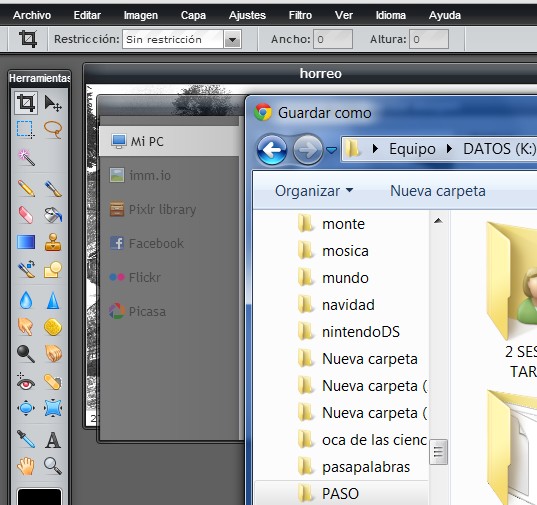 Archivo Editar Imagen Capa Ajustes Filtro Ver Idioma Ayuda
Restricción: Sin restricción Ancho: 0 Altura: 0
Herramientas
horreo
Guardar como
Mi PC
imm.io
Pixlr library
Facebook
Flickr
Picasa
Equipo DATOS (K:)
Organizar Nueva carpeta
monte
mosica
mundo
navidad
nintendoDS
Nueva carpeta
Nueva carpeta (
Nueva carpeta (
oca de las cienc
pasapalabras
PASO
2 SES
TAR
A
2